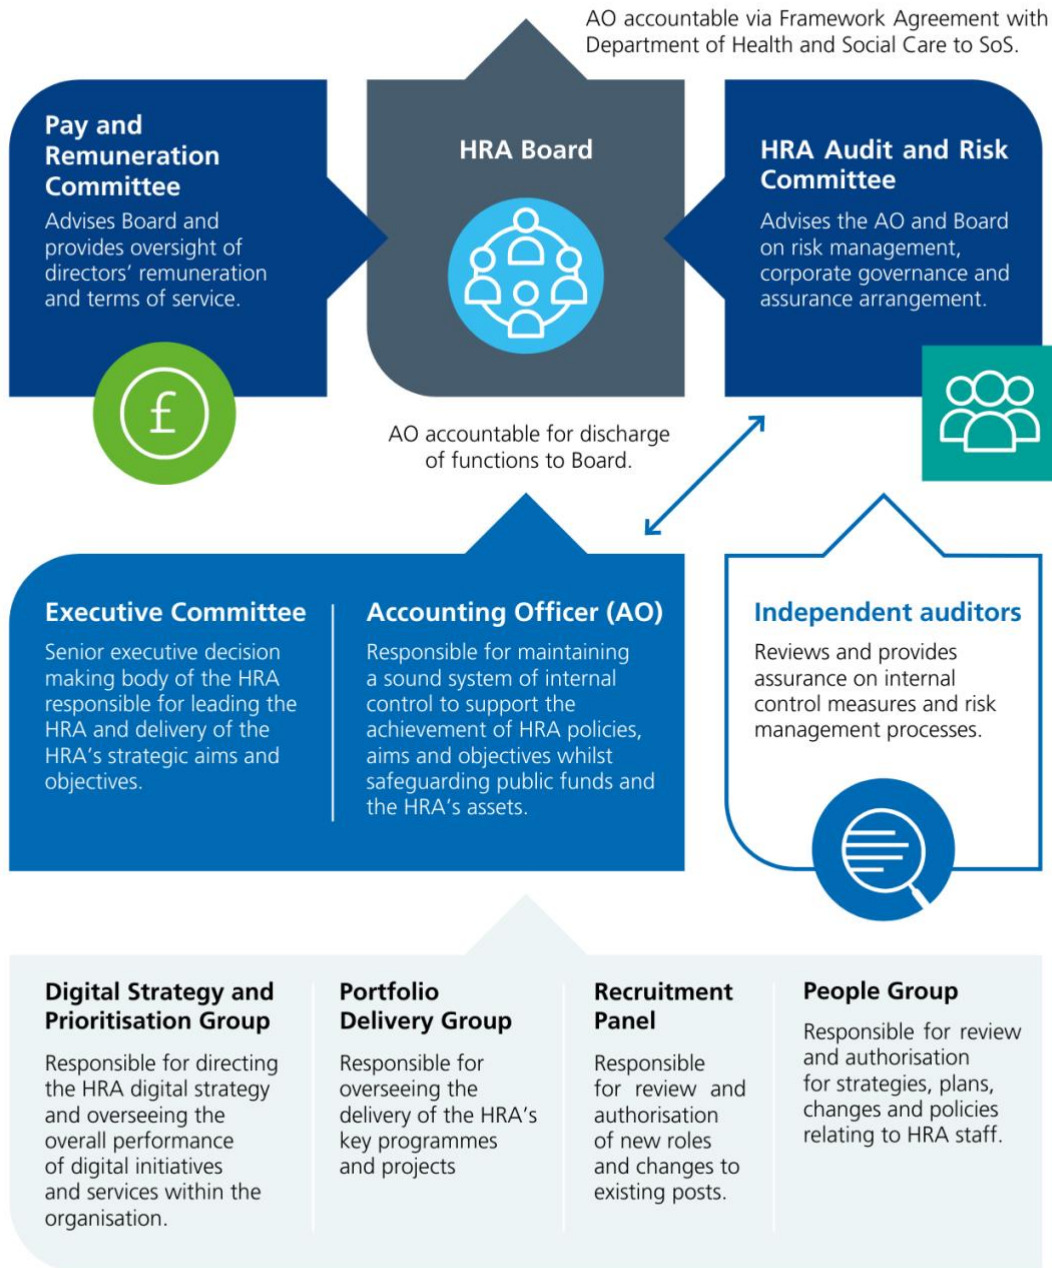 AO accountable via Framework Agreement with
Department of Health and Social Care to SoS.
Pay and
Remuneration
Committee
Advises Board and
provides oversight of
directors’ remuneration
and terms of service.
£
HRA Board
HRA Audit and Risk
Committee
Advises the AO and Board
on risk management,
corporate governance and
assurance arrangement.
AO accountable for discharge
of functions to Board.
Executive Committee
Senior executive decision
making body of the HRA
responsible for leading the
HRA and delivery of the
HRA’s strategic aims and
objectives.
Accounting Officer (AO)
Responsible for maintaining
a sound system of internal
control to support the
achievement of HRA policies,
aims and objectives whilst
safeguarding public funds and
the HRA’s assets.
Independent auditors
Reviews and provides
assurance on internal
control measures and risk
management processes.
Digital Strategy and
Prioritisation Group
Responsible for directing
the HRA digital strategy
and overseeing the
overall performance
of digital initiatives
and services within the
organisation.
Portfolio
Delivery Group
Responsible for
overseeing the
delivery of the HRA’s
key programmes
and projects
Recruitment
Panel
Responsible
for review and
authorisation
of new roles
and changes to
existing posts.
People Group
Responsible for review
and authorisation
for strategies, plans,
changes and policies
relating to HRA staff.